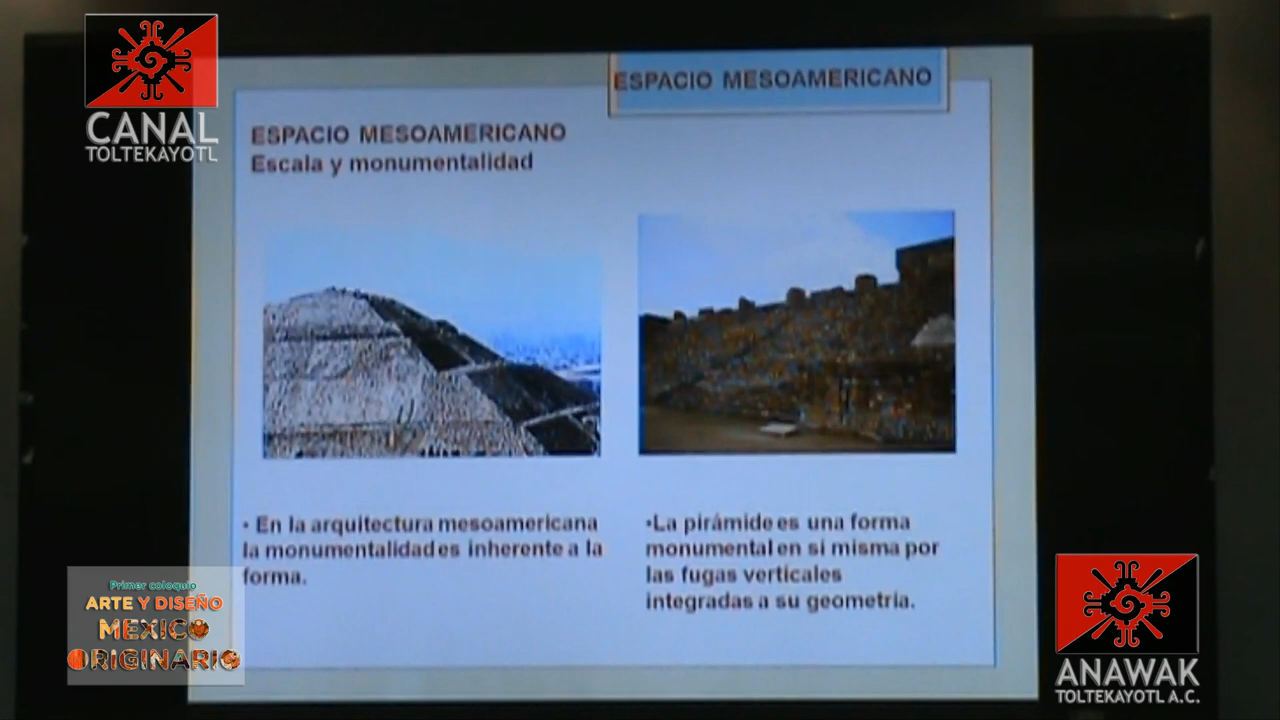 CANAL
TOLTEKAYOTL
ESPACIO MESOAMERICANO
ESPACIO MESOAMERICANO
Escala y monumentalidad
• En la arquitectura mesoamericana
la monumentalidad es inherente a la
forma.
•La pirámide es una forma
monumental en si misma por
las fugas verticales
integradas a su geometria.
Primer coloquio
ARTE Y DISEÑO
MEXICO
ORIGINARIO
ANAWAK
TOLTEKAYOTL A.C.